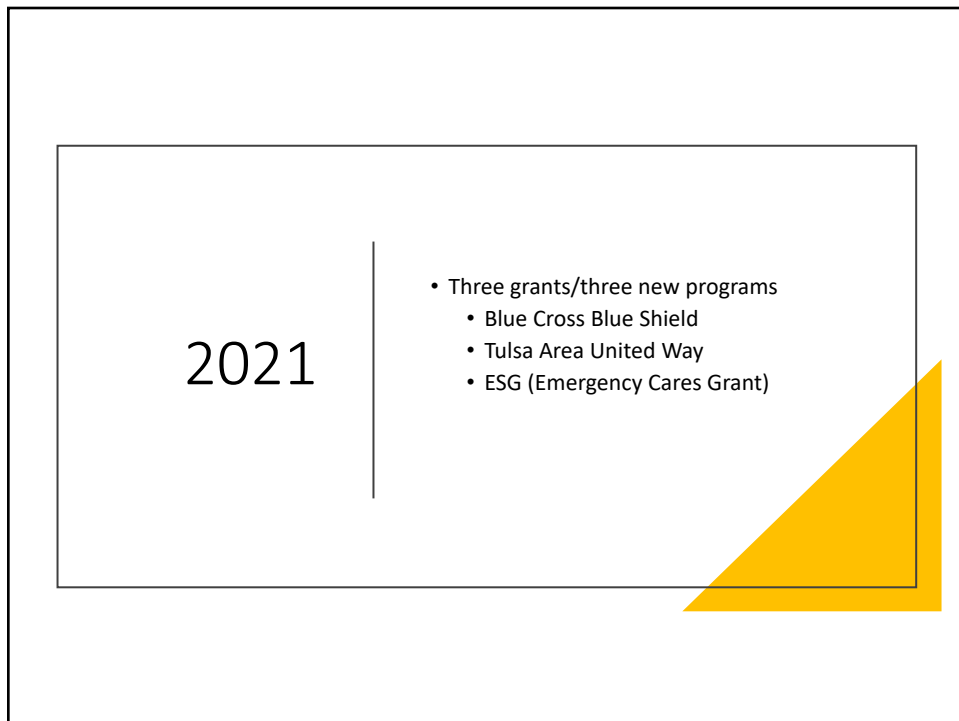 2021
• Three grants/three new programs
• Blue Cross Blue Shield
• Tulsa Area United Way
• ESG (Emergency Cares Grant)